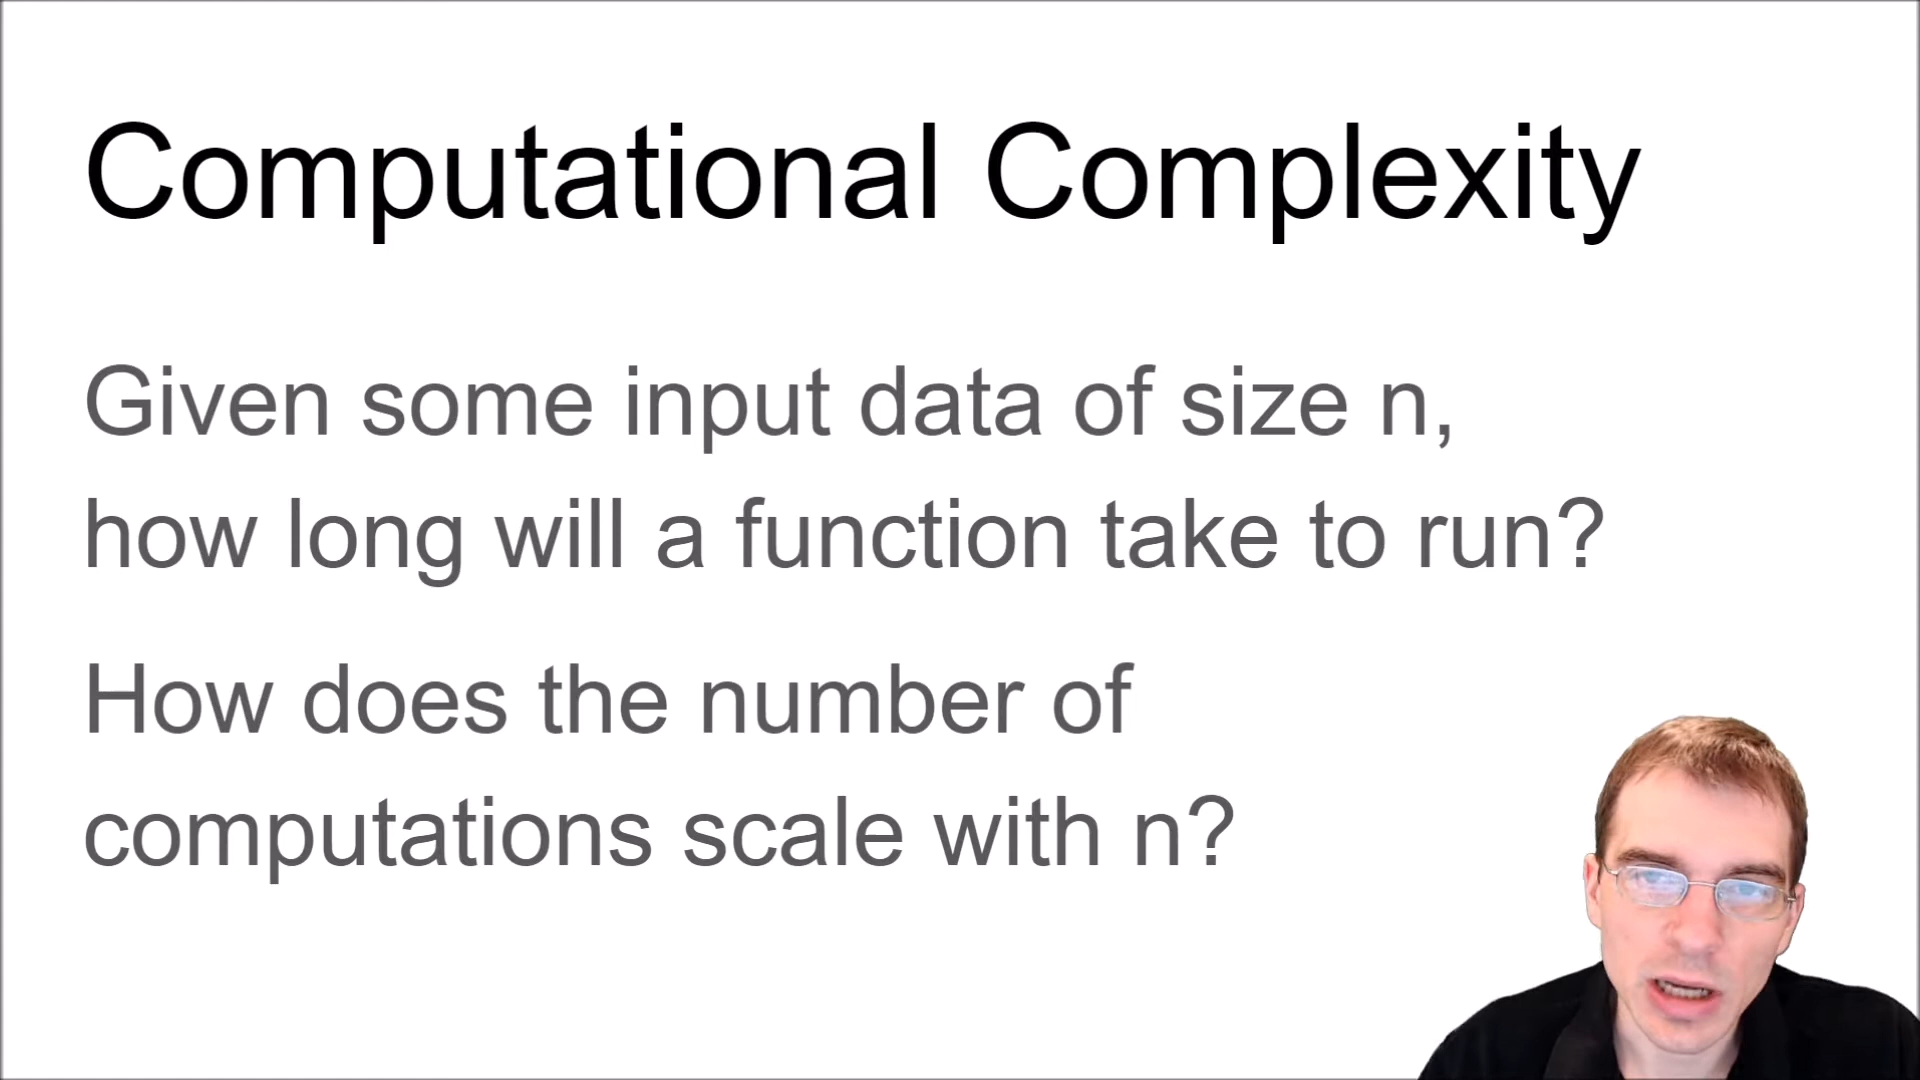 Computational Complexity
Given some input data of size n,
how long will a function take to run?
How does the number of
computations scale with n?